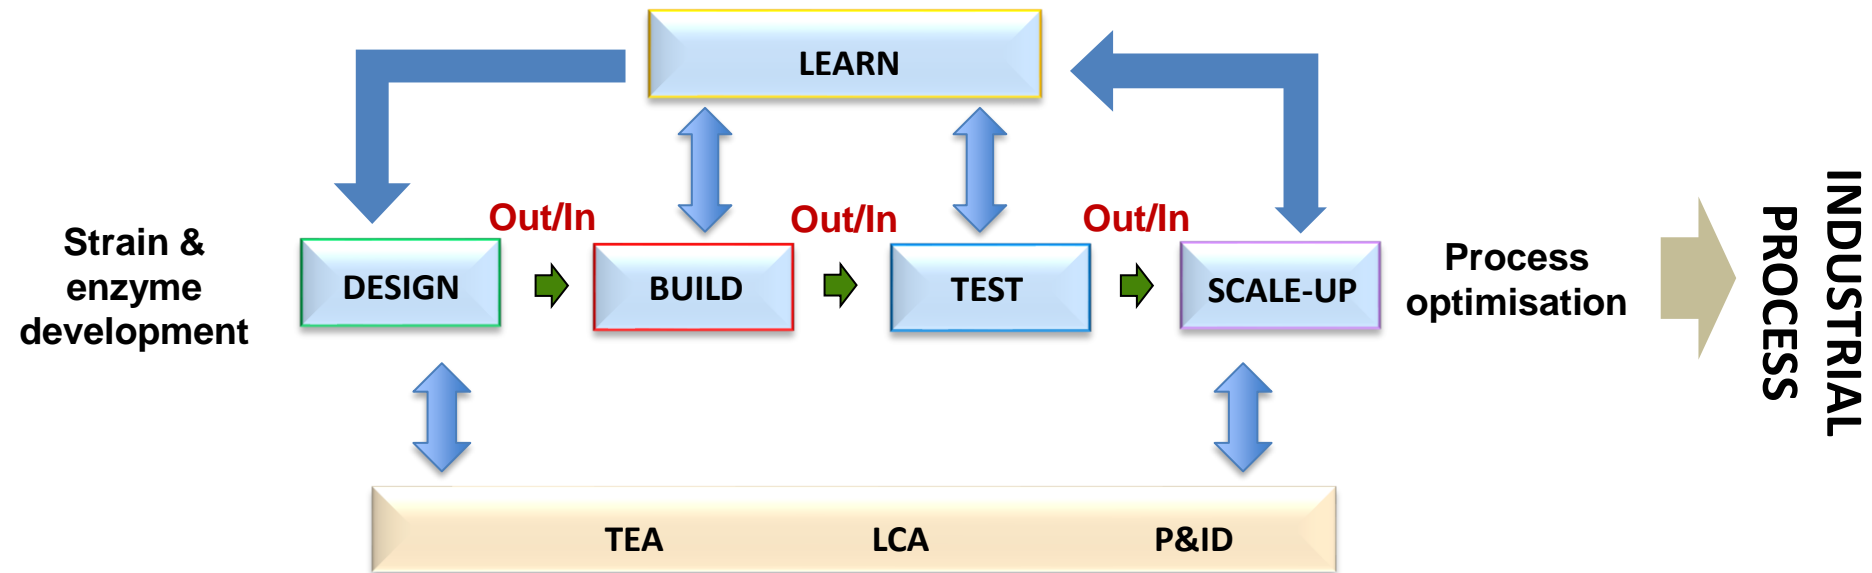 LEARN
Strain &
enzyme
development
DESIGN
Out/In
BUILD
Out/In
TEST
Out/In
SCALE-UP
Process
optimisation
INDUSTRIAL
PROCESS
TEA
LCA
P&ID